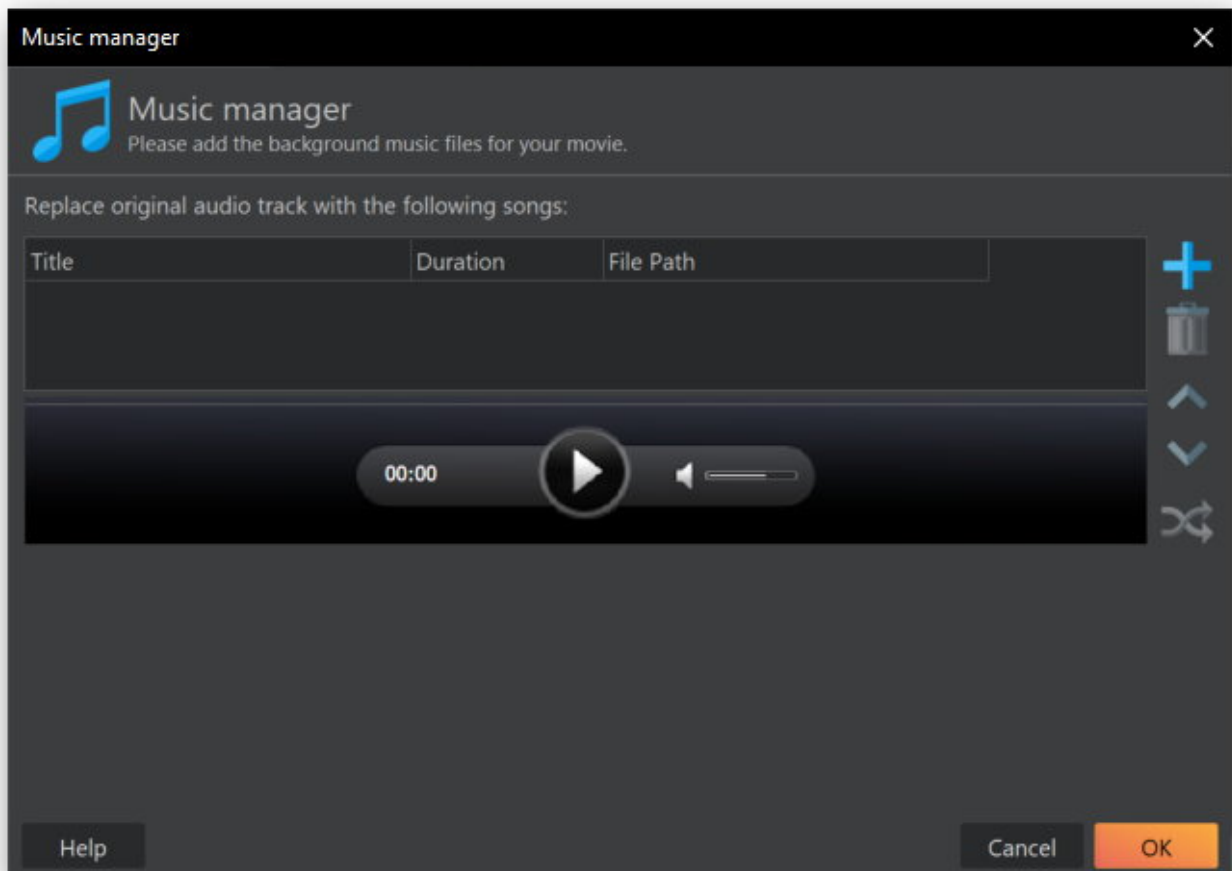 Music manager
Music manager
Please add the background music files for your movie.
Replace original audio track with the following songs:
Title Duration File Path
00:00
Help Cancel OK